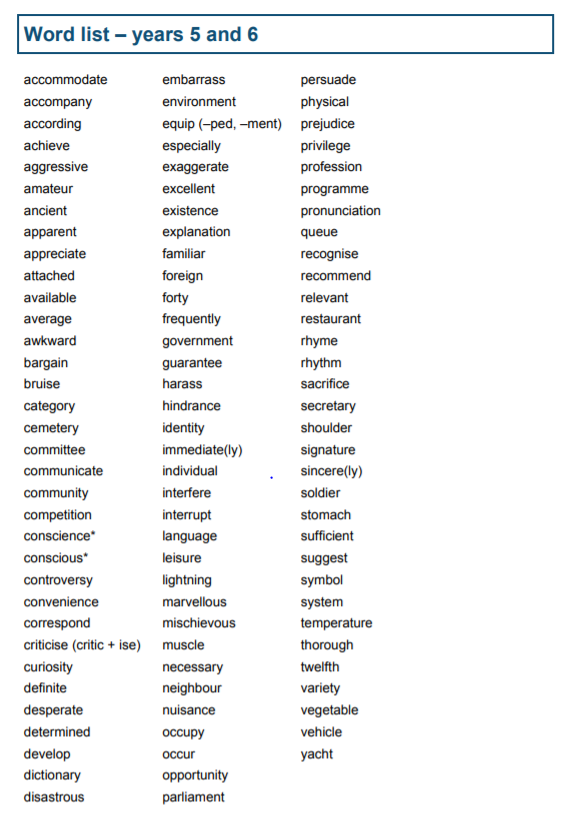 Word list – years 5 and 6
accommodate
accompany
according
achieve
aggressive
amateur
ancient
apparent
appreciate
attached
available
average
awkward
bargain
bruise
category
cemetery
committee
communicate
community
competition
conscience*
conscious*
controversy
convenience
correspond
criticise (critic + ise)
curiosity
definite
desperate
determined
develop
dictionary
disastrous
embarrass
environment
equip (–ped, –ment)
especially
exaggerate
excellent
existence
explanation
familiar
foreign
forty
frequently
government
guarantee
harass
hindrance
identity
immediate(ly)
individual
interfere
interrupt
language
leisure
lightning
marvellous
mischievous
muscle
necessary
neighbour
nuisance
occupy
occur
opportunity
parliament
persuade
physical
prejudice
privilege
profession
programme
pronunciation
queue
recognise
recommend
relevant
restaurant
rhyme
rhythm
sacrifice
secretary
shoulder
signature
sincere(ly)
soldier
stomach
sufficient
suggest
symbol
system
temperature
thorough
twelfth
variety
vegetable
vehicle
yacht